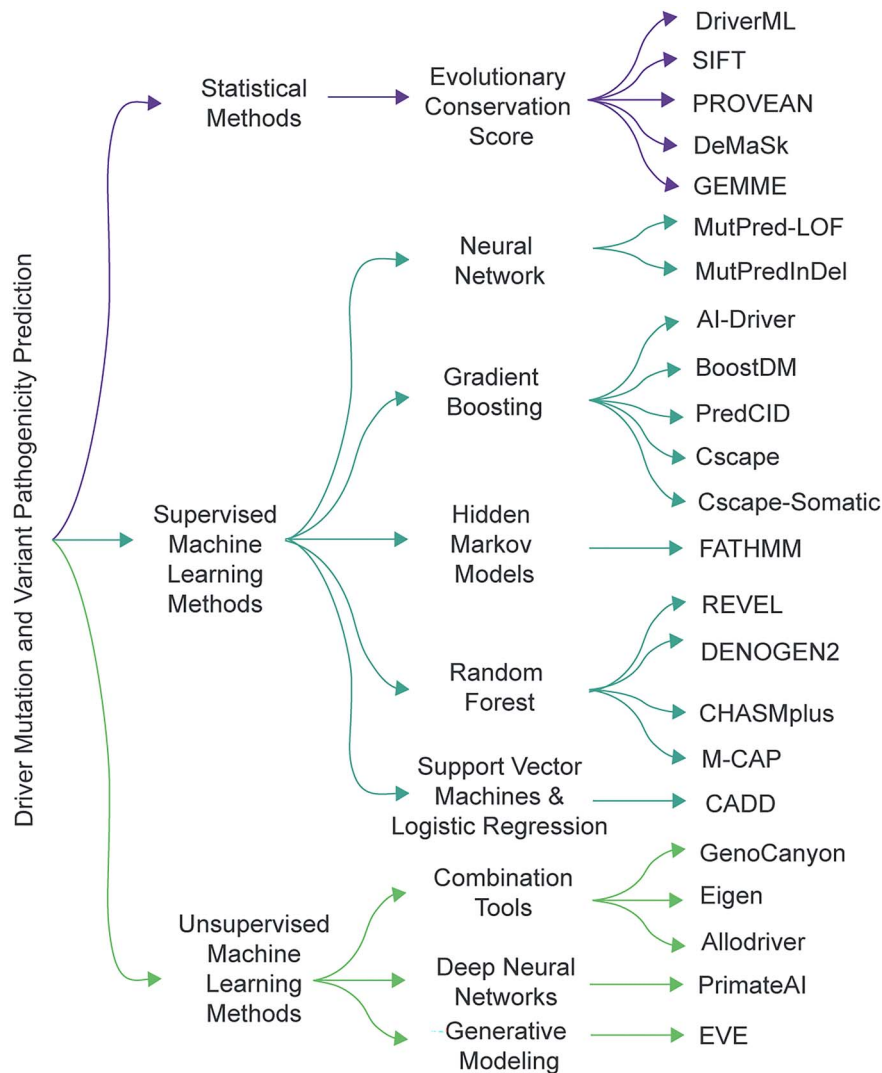 Driver Mutation and Variant Pathogenicity Prediction
Statistical
Methods
Evolutionary
Conservation
Score
DriverML
SIFT
PROVEAN
DeMaSk
GEMME
Supervised
Machine
Learning
Methods
Neural
Network
MutPred-LOF
MutPredInDel
Gradient
Boosting
AI-Driver
BoostDM
PredCID
Cscape
Cscape-Somatic
Hidden
Markov
Models
FATHMM
Random
Forest
REVEL
DENOGEN2
CHASMplus
M-CAP
Support Vector
Machines &
Logistic Regression
CADD
Unsupervised
Machine
Learning
Methods
Combination
Tools
GenoCanyon
Eigen
Allodriver
Deep Neural
Networks
PrimateAI
Generative
Modeling
EVE